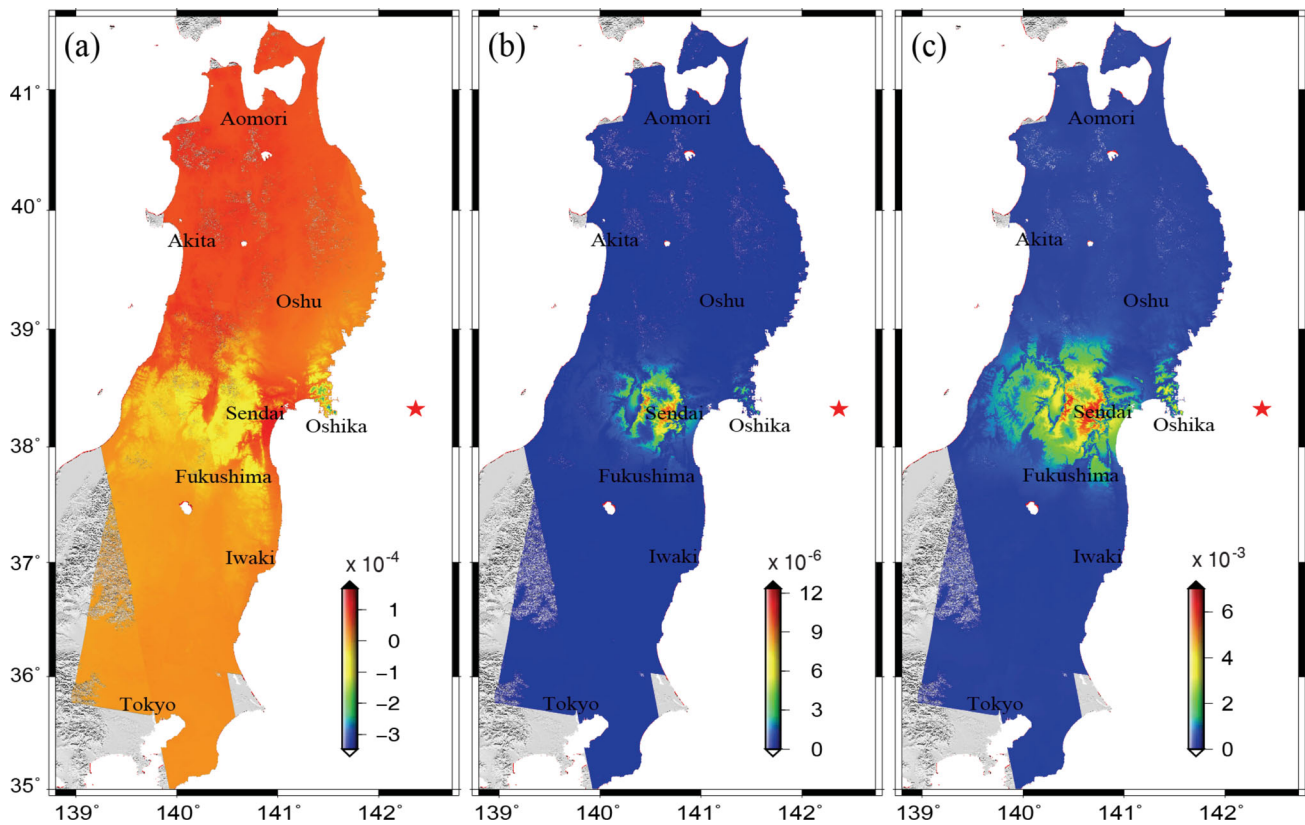 (a)
(b)
(c)
41°
40°
39°
38°
37°
36°
35°
Aomori
Akita
Oshu
Sendai
Oshika
Fukushima
Iwaki
Tokyo
x 10⁻⁴
1
0
−1
−2
−3
139
140
141
142
Aomori
Akita
Oshu
Sendai
Oshika
Fukushima
Iwaki
Tokyo
x 10⁻⁶
12
9
6
3
0
139
140
141
142
Aomori
Akita
Oshu
Sendai
Oshika
Fukushima
Iwaki
Tokyo
x 10⁻³
6
4
2
0
139
140
141
142